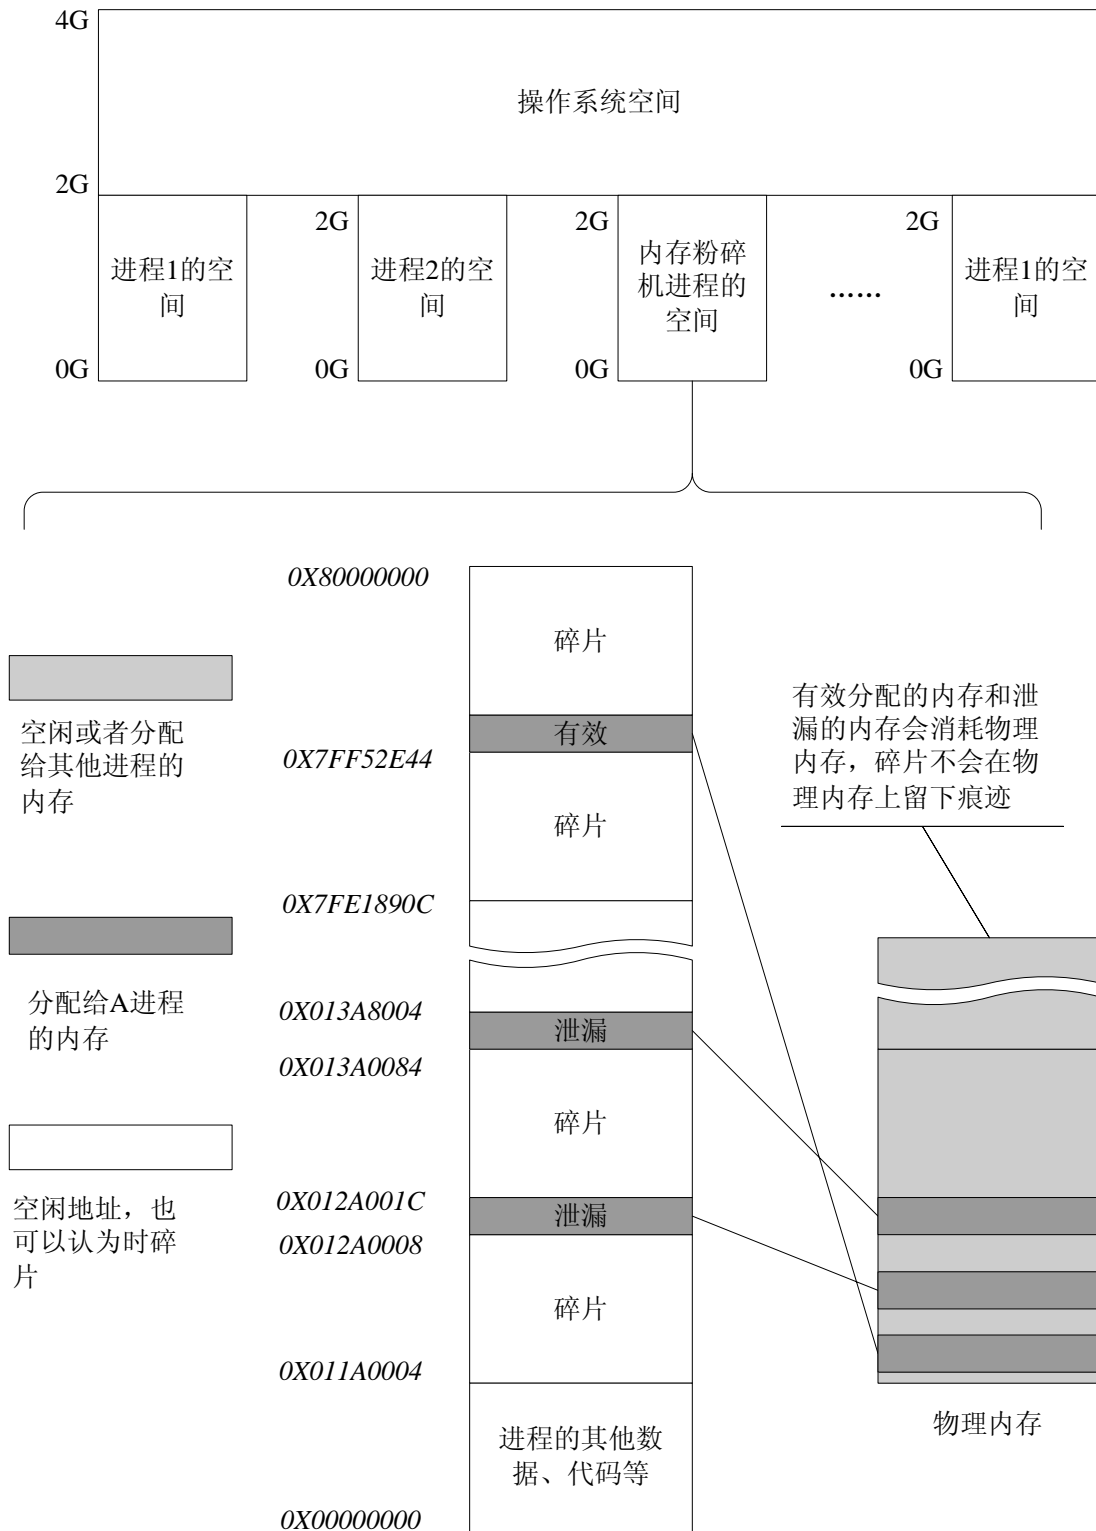 4G
操作系统空间
2G
2G
2G
2G
进程1的空
间
进程2的空
间
内存粉碎
机进程的
空间
......
进程1的空
间
0G
0G
0G
0G
0X80000000
碎片
有效
0X7FF52E44
碎片
0X7FE1890C
0X013A8004
泄漏
0X013A0084
碎片
0X012A001C
泄漏
0X012A0008
碎片
0X011A0004
进程的其他数
据、代码等
0X00000000
空闲或者分配
给其他进程的
内存
分配给A进程
的内存
空闲地址，也
可以认为时碎
片
有效分配的内存和泄
漏的内存会消耗物理
内存，碎片不会在物
理内存上留下痕迹
物理内存